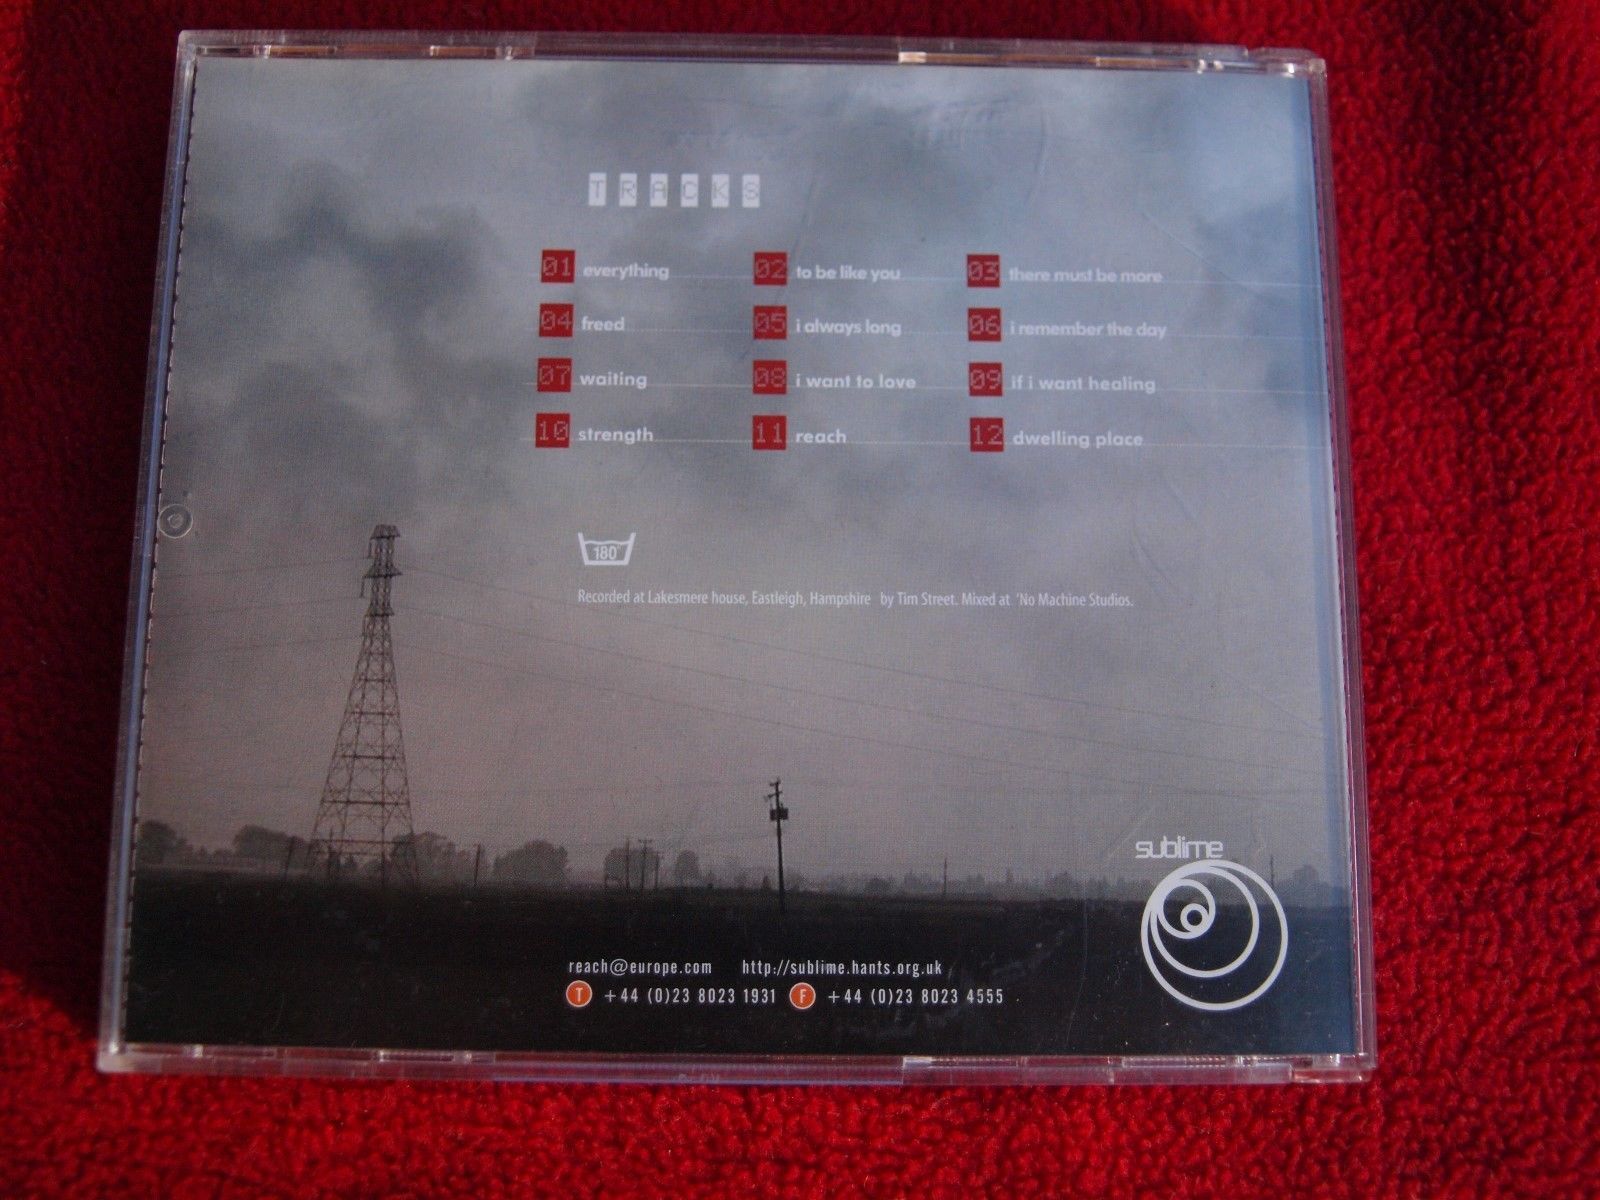 TRACKS
01 everything 02 to be like you 03 there must be more
04 freed 05 i always long 06 i remember the day
07 waiting 08 i want to love 09 if i want healing
10 strength 11 reach 12 dwelling place
180°
Recorded at Lakesmere house, Eastleigh, Hampshire by Tim Street. Mixed at 'No Machine Studios.
sublime
reach@europe.com http://sublime.hants.org.uk
T +44 (0)23 8023 1931 F +44 (0)23 8023 4555